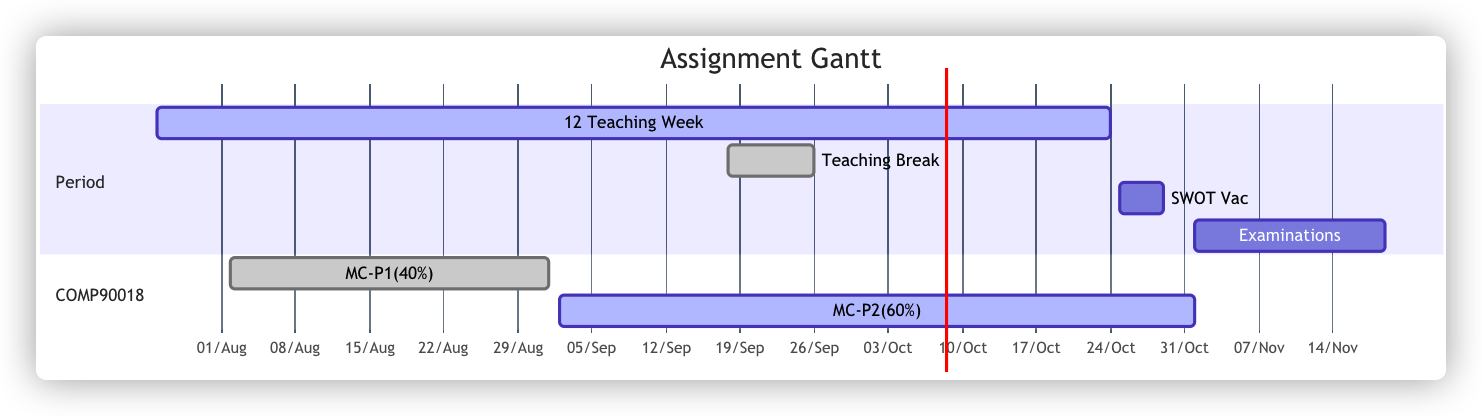 Assignment Gantt
12 Teaching Week
Teaching Break
Period
SWOT Vac
Examinations
MC-P1(40%)
COMP90018
MC-P2(60%)
01/Aug 08/Aug 15/Aug 22/Aug 29/Aug 05/Sep 12/Sep 19/Sep 26/Sep 03/Oct 10/Oct 17/Oct 24/Oct 31/Oct 07/Nov 14/Nov